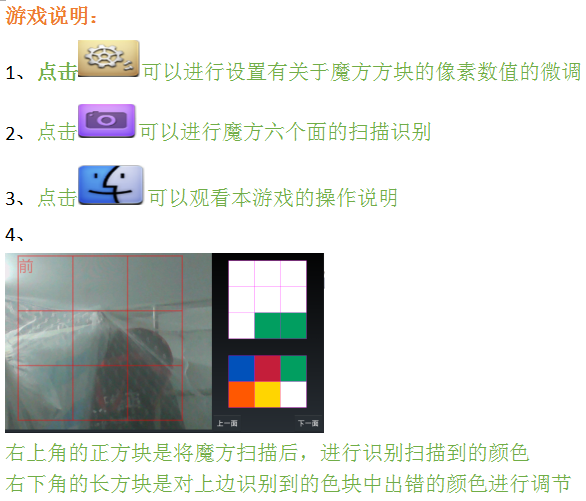 游戏说明：
1、点击可以进行设置有关于魔方方块的像素数值的微调
2、点击可以进行魔方六个面的扫描识别
3、点击可以观看本游戏的操作说明
4、
前
上一面 下一面
右上角的正方块是将魔方扫描后，进行识别扫描到的颜色
右下角的长方块是对上边识别到的色块中出错的颜色进行调节